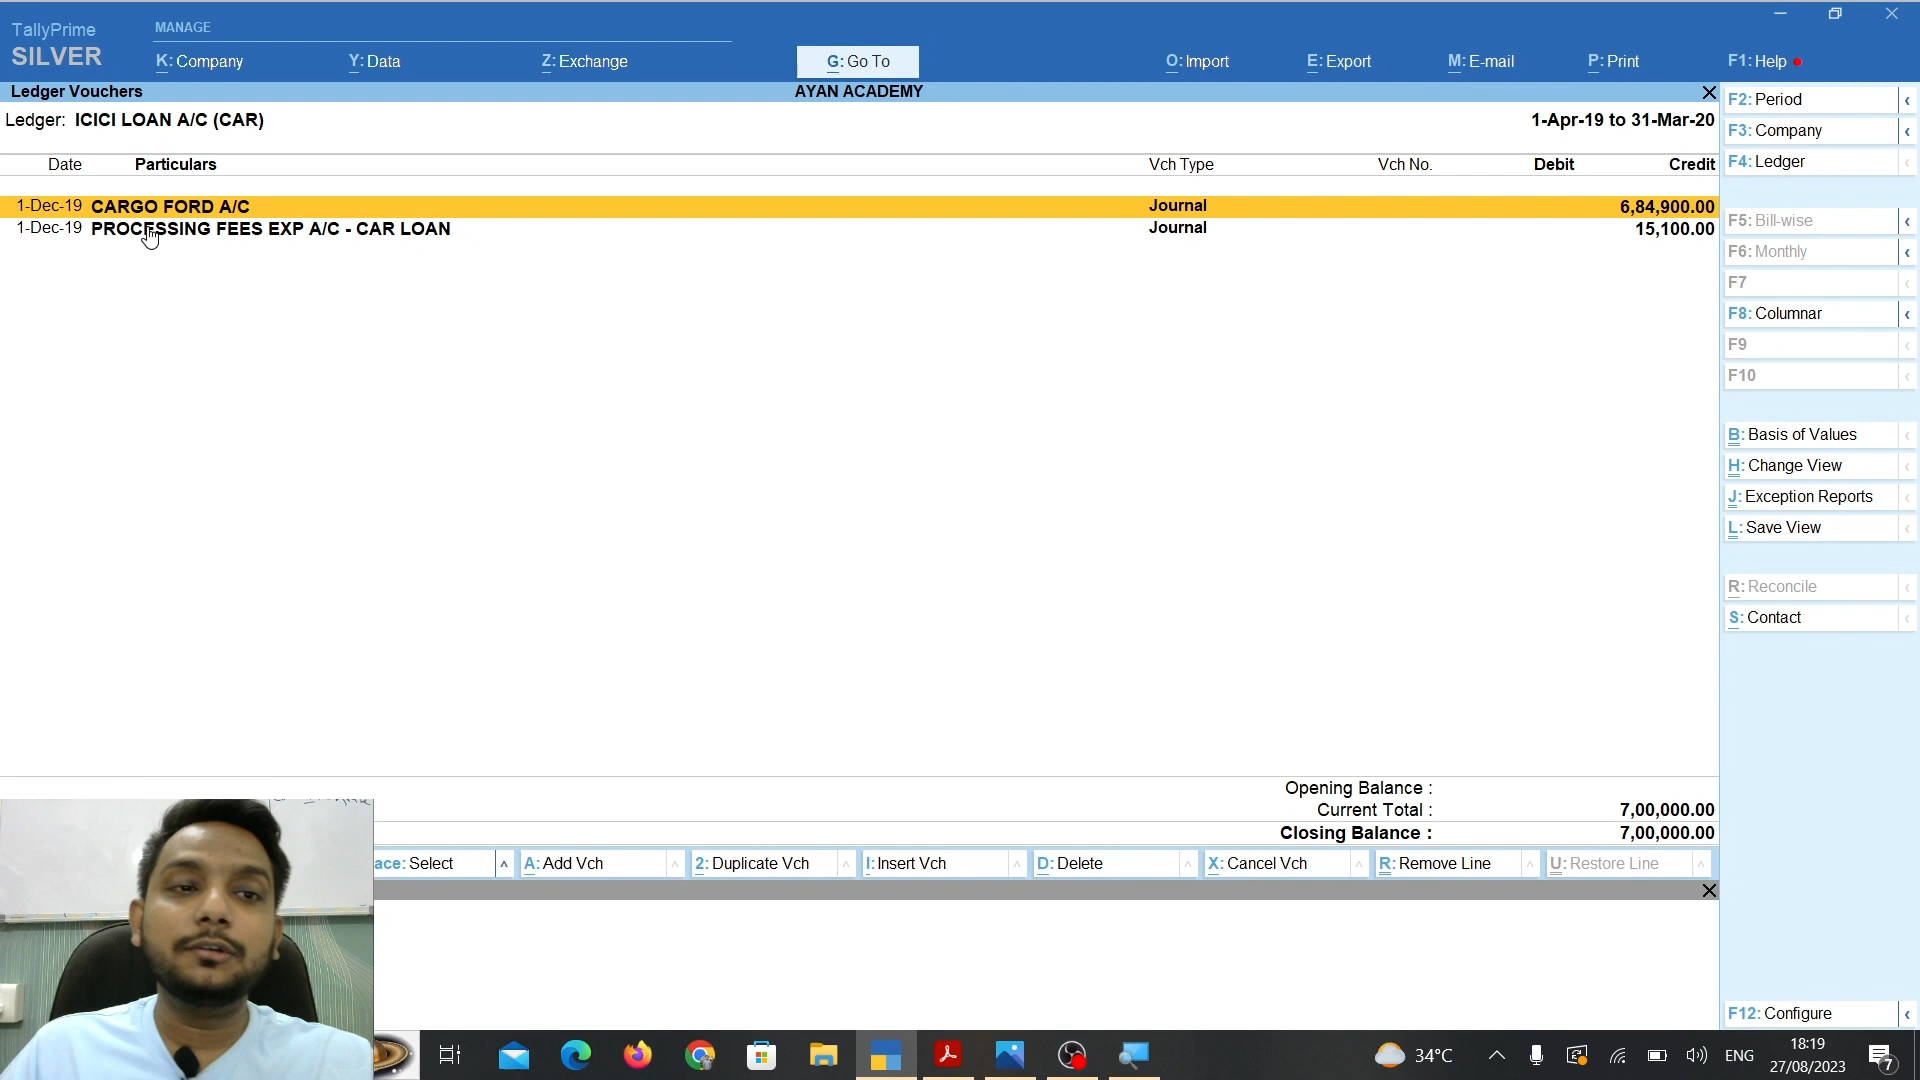 TallyPrime
SILVER
MANAGE
K: Company
Y: Data
Z: Exchange
G: Go To
O: Import
E: Export
M: E-mail
P: Print
F1: Help
Ledger Vouchers
AYAN ACADEMY
Ledger: ICICI LOAN A/C (CAR)
1-Apr-19 to 31-Mar-20
Date Particulars Vch Type Vch No. Debit Credit
1-Dec-19 CARGO FORD A/C Journal 6,84,900.00
1-Dec-19 PROCESSING FEES EXP A/C - CAR LOAN Journal 15,100.00
Opening Balance :
Current Total : 7,00,000.00
Closing Balance : 7,00,000.00
ace: Select
A: Add Vch
2: Duplicate Vch
I: Insert Vch
D: Delete
X: Cancel Vch
R: Remove Line
U: Restore Line
F2: Period
F3: Company
F4: Ledger
F5: Bill-wise
F6: Monthly
F7
F8: Columnar
F9
F10
B: Basis of Values
H: Change View
J: Exception Reports
L: Save View
R: Reconcile
S: Contact
F12: Configure
34°C
ENG
18:19
27/08/2023
7